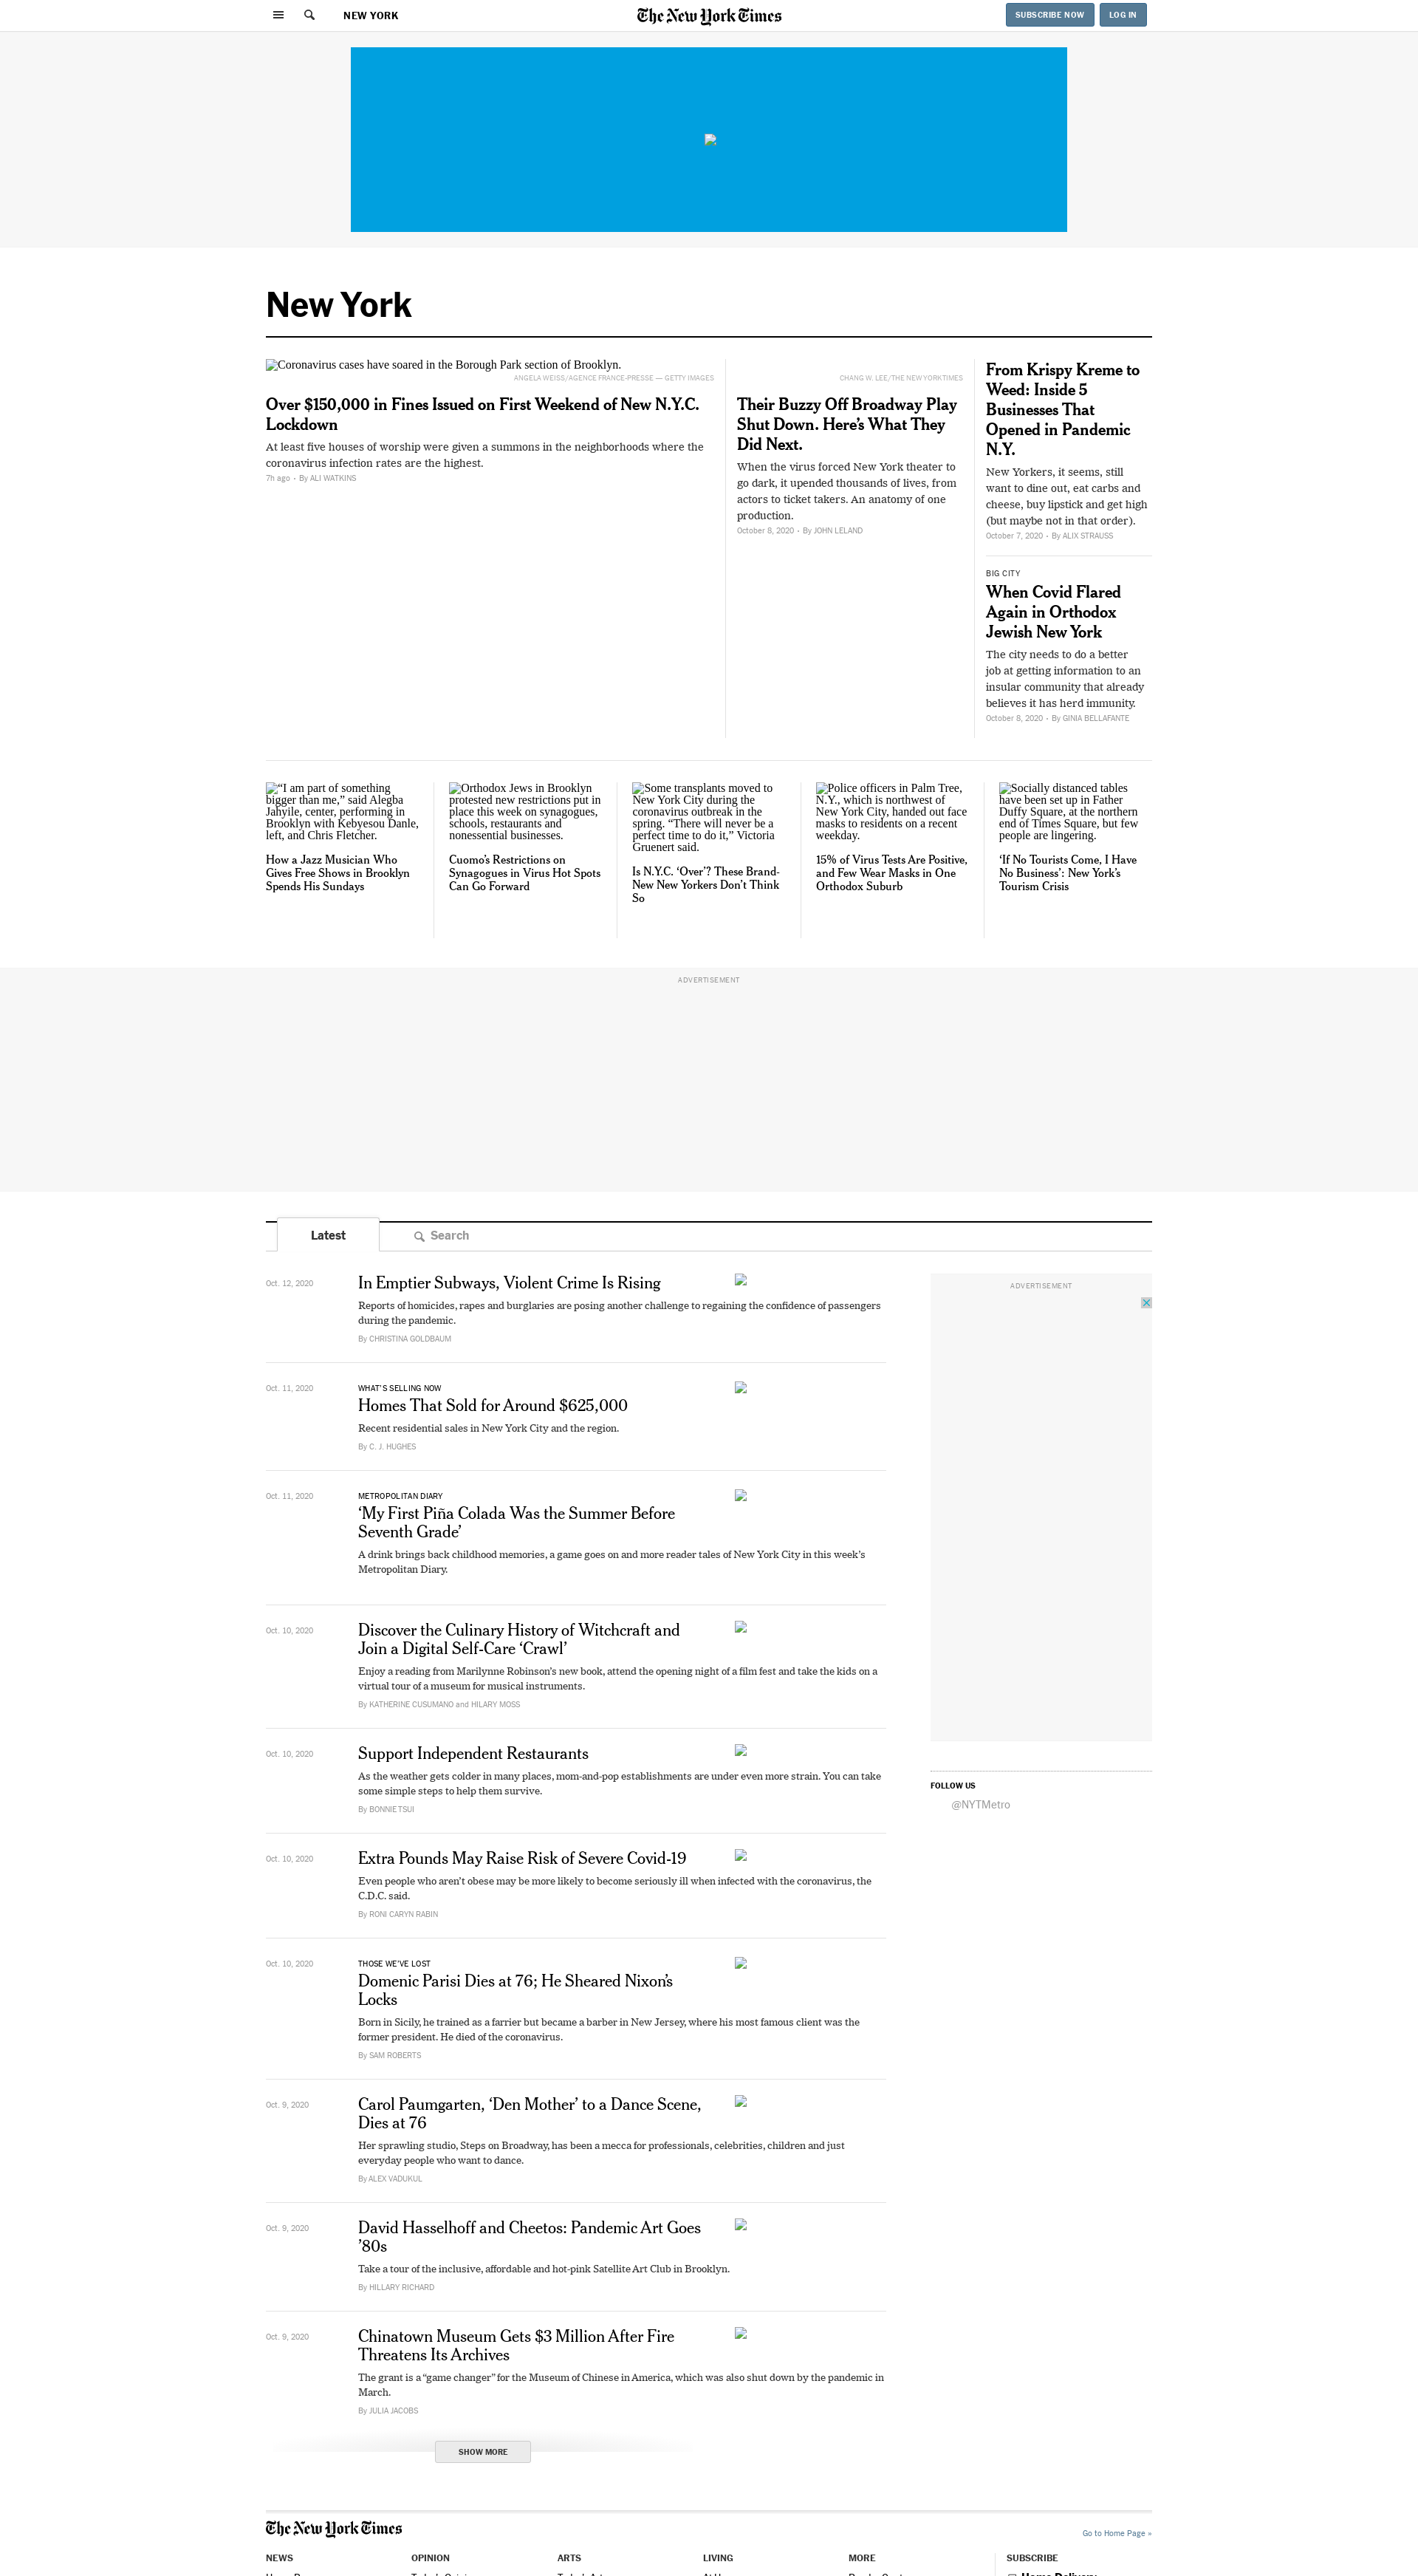 NEW YORK
The New York Times
SUBSCRIBE NOW
LOG IN
New York
Coronavirus cases have soared in the Borough Park section of Brooklyn.
ANGELA WEISS/AGENCE FRANCE-PRESSE — GETTY IMAGES
Over $150,000 in Fines Issued on First Weekend of New N.Y.C.
Lockdown
At least five houses of worship were given a summons in the neighborhoods where the
coronavirus infection rates are the highest.
7h ago • By ALI WATKINS
CHANG W. LEE/THE NEW YORK TIMES
Their Buzzy Off Broadway Play
Shut Down. Here’s What They
Did Next.
When the virus forced New York theater to
go dark, it upended thousands of lives, from
actors to ticket takers. An anatomy of one
production.
October 8, 2020 • By JOHN LELAND
From Krispy Kreme to
Weed: Inside 5
Businesses That
Opened in Pandemic
N.Y.
New Yorkers, it seems, still
want to dine out, eat carbs and
cheese, buy lipstick and get high
(but maybe not in that order).
October 7, 2020 • By ALIX STRAUSS
BIG CITY
When Covid Flared
Again in Orthodox
Jewish New York
The city needs to do a better
job at getting information to an
insular community that already
believes it has herd immunity.
October 8, 2020 • By GINIA BELLAFANTE
“I am part of something
bigger than me,” said Alegba
Jahyile, center, performing in
Brooklyn with Kebyesou Danle,
left, and Chris Fletcher.
How a Jazz Musician Who
Gives Free Shows in Brooklyn
Spends His Sundays
Orthodox Jews in Brooklyn
protested new restrictions put in
place this week on synagogues,
schools, restaurants and
nonessential businesses.
Cuomo’s Restrictions on
Synagogues in Virus Hot Spots
Can Go Forward
Some transplants moved to
New York City during the
coronavirus outbreak in the
spring. “There will never be a
perfect time to do it,” Victoria
Gruenert said.
Is N.Y.C. ‘Over’? These Brand-
New New Yorkers Don’t Think
So
Police officers in Palm Tree,
N.Y., which is northwest of
New York City, handed out face
masks to residents on a recent
weekday.
15% of Virus Tests Are Positive,
and Few Wear Masks in One
Orthodox Suburb
Socially distanced tables
have been set up in Father
Duffy Square, at the northern
end of Times Square, but few
people are lingering.
‘If No Tourists Come, I Have
No Business’: New York’s
Tourism Crisis
ADVERTISEMENT
Latest
Search
Oct. 12, 2020
In Emptier Subways, Violent Crime Is Rising
Reports of homicides, rapes and burglaries are posing another challenge to regaining the confidence of passengers
during the pandemic.
By CHRISTINA GOLDBAUM
ADVERTISEMENT
Oct. 11, 2020
WHAT’S SELLING NOW
Homes That Sold for Around $625,000
Recent residential sales in New York City and the region.
By C. J. HUGHES
Oct. 11, 2020
METROPOLITAN DIARY
‘My First Piña Colada Was the Summer Before
Seventh Grade’
A drink brings back childhood memories, a game goes on and more reader tales of New York City in this week’s
Metropolitan Diary.
Oct. 10, 2020
Discover the Culinary History of Witchcraft and
Join a Digital Self-Care ‘Crawl’
Enjoy a reading from Marilynne Robinson’s new book, attend the opening night of a film fest and take the kids on a
virtual tour of a museum for musical instruments.
By KATHERINE CUSUMANO and HILARY MOSS
Oct. 10, 2020
Support Independent Restaurants
As the weather gets colder in many places, mom-and-pop establishments are under even more strain. You can take
some simple steps to help them survive.
By BONNIE TSUI
FOLLOW US
@NYTMetro
Oct. 10, 2020
Extra Pounds May Raise Risk of Severe Covid-19
Even people who aren’t obese may be more likely to become seriously ill when infected with the coronavirus, the
C.D.C. said.
By RONI CARYN RABIN
Oct. 10, 2020
THOSE WE’VE LOST
Domenic Parisi Dies at 76; He Sheared Nixon’s
Locks
Born in Sicily, he trained as a farrier but became a barber in New Jersey, where his most famous client was the
former president. He died of the coronavirus.
By SAM ROBERTS
Oct. 9, 2020
Carol Paumgarten, ‘Den Mother’ to a Dance Scene,
Dies at 76
Her sprawling studio, Steps on Broadway, has been a mecca for professionals, celebrities, children and just
everyday people who want to dance.
By ALEX VADUKUL
Oct. 9, 2020
David Hasselhoff and Cheetos: Pandemic Art Goes
’80s
Take a tour of the inclusive, affordable and hot-pink Satellite Art Club in Brooklyn.
By HILLARY RICHARD
Oct. 9, 2020
Chinatown Museum Gets $3 Million After Fire
Threatens Its Archives
The grant is a “game changer” for the Museum of Chinese in America, which was also shut down by the pandemic in
March.
By JULIA JACOBS
SHOW MORE
The New York Times
Go to Home Page »
NEWS
OPINION
ARTS
LIVING
MORE
SUBSCRIBE